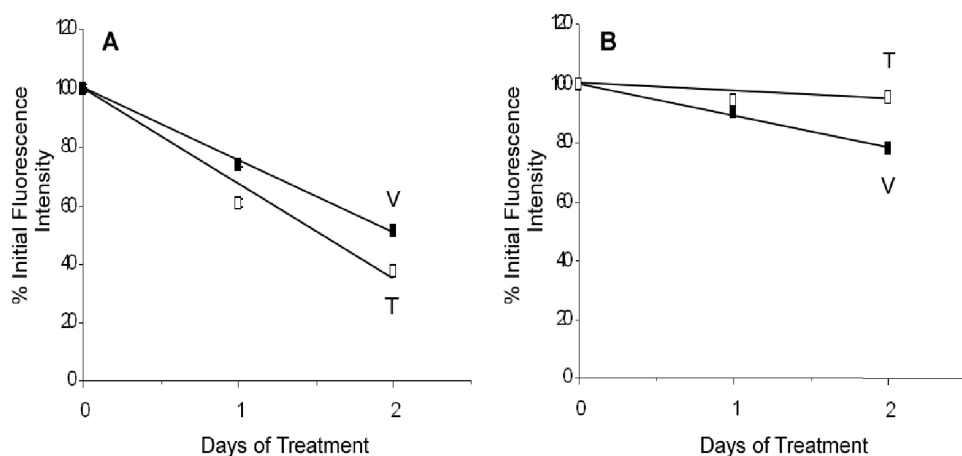 A
120
100
80
60
40
20
0
% Initial Fluorescence
Intensity
V
T
0 1 2
Days of Treatment
B
120
100
80
60
40
20
0
% Initial Fluorescence
Intensity
T
V
0 1 2
Days of Treatment